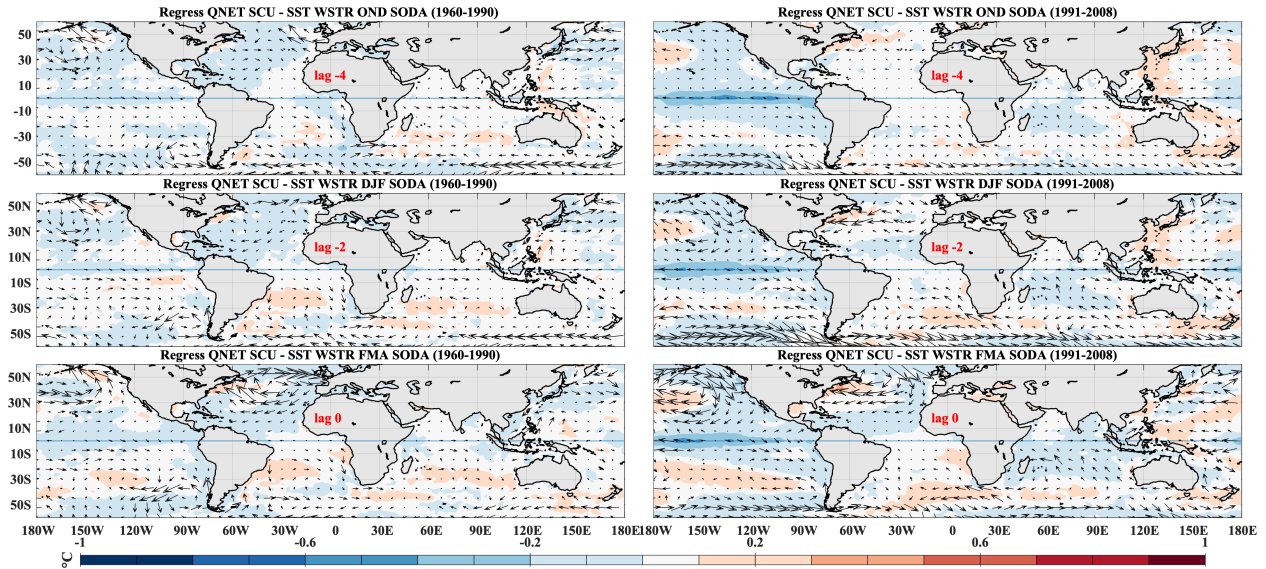 Regress QNET SCU - SST WSTR OND SODA (1960-1990)
Regress QNET SCU - SST WSTR OND SODA (1991-2008)
50
30
10
-10
-30
-50
lag -4
lag -4
Regress QNET SCU - SST WSTR DJF SODA (1960-1990)
Regress QNET SCU - SST WSTR DJF SODA (1991-2008)
50N
30N
10N
10S
30S
50S
lag -2
lag -2
Regress QNET SCU - SST WSTR FMA SODA (1960-1990)
Regress QNET SCU - SST WSTR FMA SODA (1991-2008)
50N
30N
10N
10S
30S
50S
lag 0
lag 0
180W 150W 120W 90W 60W 30W 0 30E 60E 90E 120E 150E 180E
180W 150W 120W 90W 60W 30W 0 30E 60E 90E 120E 150E 180E
°C
-1 -0.6 -0.2 0.2 0.6 1